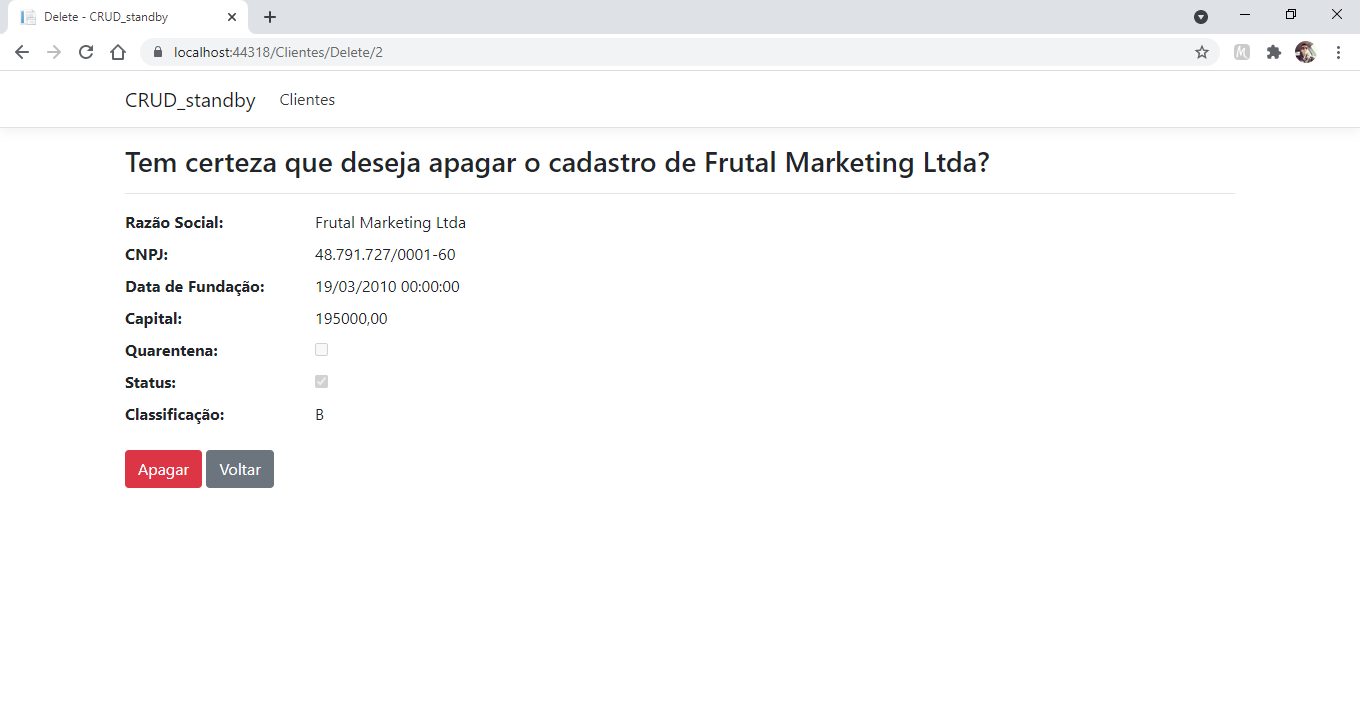 Delete - CRUD_standby
localhost:44318/Clientes/Delete/2
CRUD_standby Clientes
Tem certeza que deseja apagar o cadastro de Frutal Marketing Ltda?
Razão Social: Frutal Marketing Ltda
CNPJ: 48.791.727/0001-60
Data de Fundação: 19/03/2010 00:00:00
Capital: 195000,00
Quarentena:
Status:
Classificação: B
Apagar Voltar